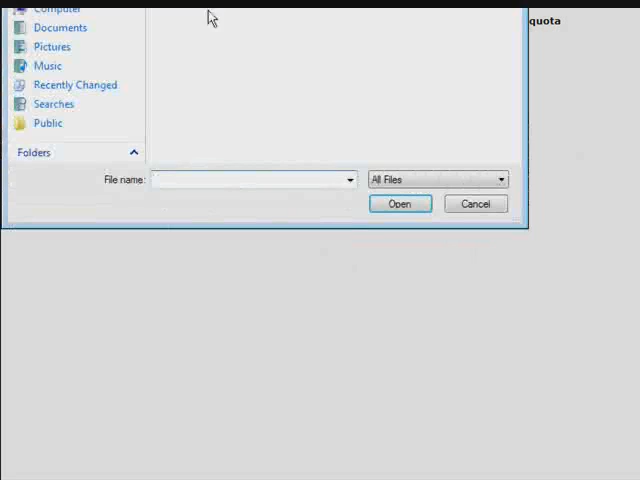 Computer
quota
Documents
Pictures
Music
Recently Changed
Searches
Public
Folders
File name:
All Files
Open
Cancel